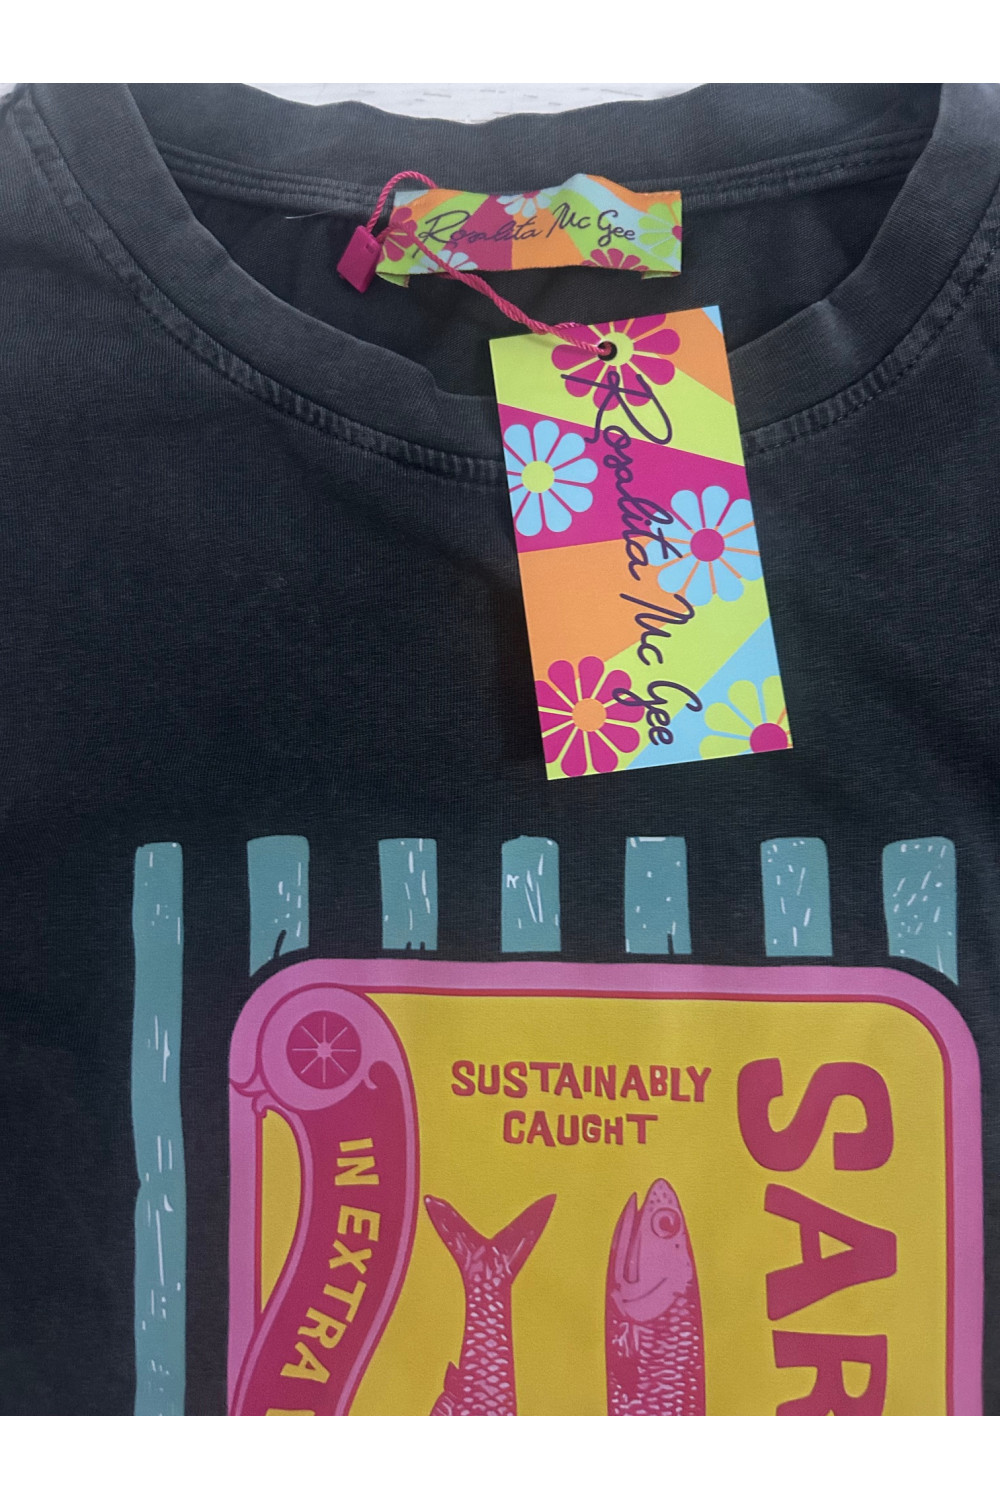 Rosalita Mc Gee
Rosalita Mc Gee
SUSTAINABLY
CAUGHT
IN EXTRA
SAR